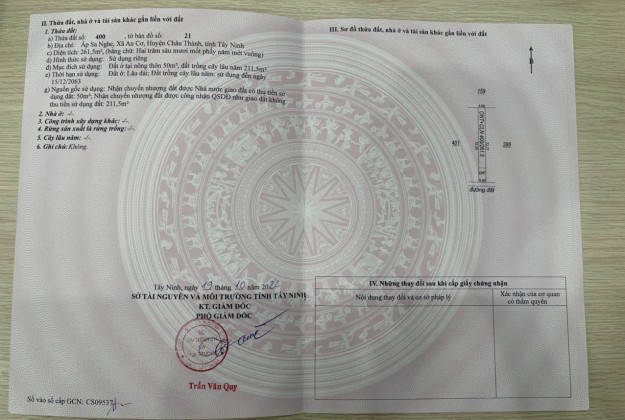 II. Thửa đất, nhà ở và tài sản khác gắn liền với đất
1. Thửa đất:
a) Thửa đất số: 400 , tờ bản đồ số: 21
b) Địa chỉ: Ấp Sa Nghe, Xã An Cơ, Huyện Châu Thành, tỉnh Tây Ninh
c) Diện tích: 261,5m², (bằng chữ: Hai trăm sáu mươi mốt phẩy năm mét vuông)
d) Hình thức sử dụng: Sử dụng riêng
đ) Mục đích sử dụng: Đất ở tại nông thôn 50m², đất trồng cây lâu năm 211,5m²
e) Thời hạn sử dụng: Đất ở: Lâu dài; Đất trồng cây lâu năm: sử dụng đến ngày
15/12/2063
g) Nguồn gốc sử dụng: Nhận chuyển nhượng đất được Nhà nước giao đất có thu tiền sử
dụng đất: 50m²; Nhận chuyển nhượng đất được công nhận QSDĐ như giao đất không
thu tiền sử dụng đất: 211,5m²
2. Nhà ở: -/-
3. Công trình xây dựng khác: -/-
4. Rừng sản xuất là rừng trồng: -/-
5. Cây lâu năm: -/-
6. Ghi chú: Không.
Tây Ninh, ngày 19 tháng 10 năm 2022
SỞ TÀI NGUYÊN VÀ MÔI TRƯỜNG TỈNH TÂY NINH
KT. GIÁM ĐỐC
PHÓ GIÁM ĐỐC
Trần Văn Quy
Số vào sổ cấp GCN: CS09537
III. Sơ đồ thửa đất, nhà ở và tài sản khác gắn liền với đất
B
159
401
399
đường đất
IV. Những thay đổi sau khi cấp giấy chứng nhận
Nội dung thay đổi và cơ sở pháp lý
Xác nhận của cơ quan
có thẩm quyền